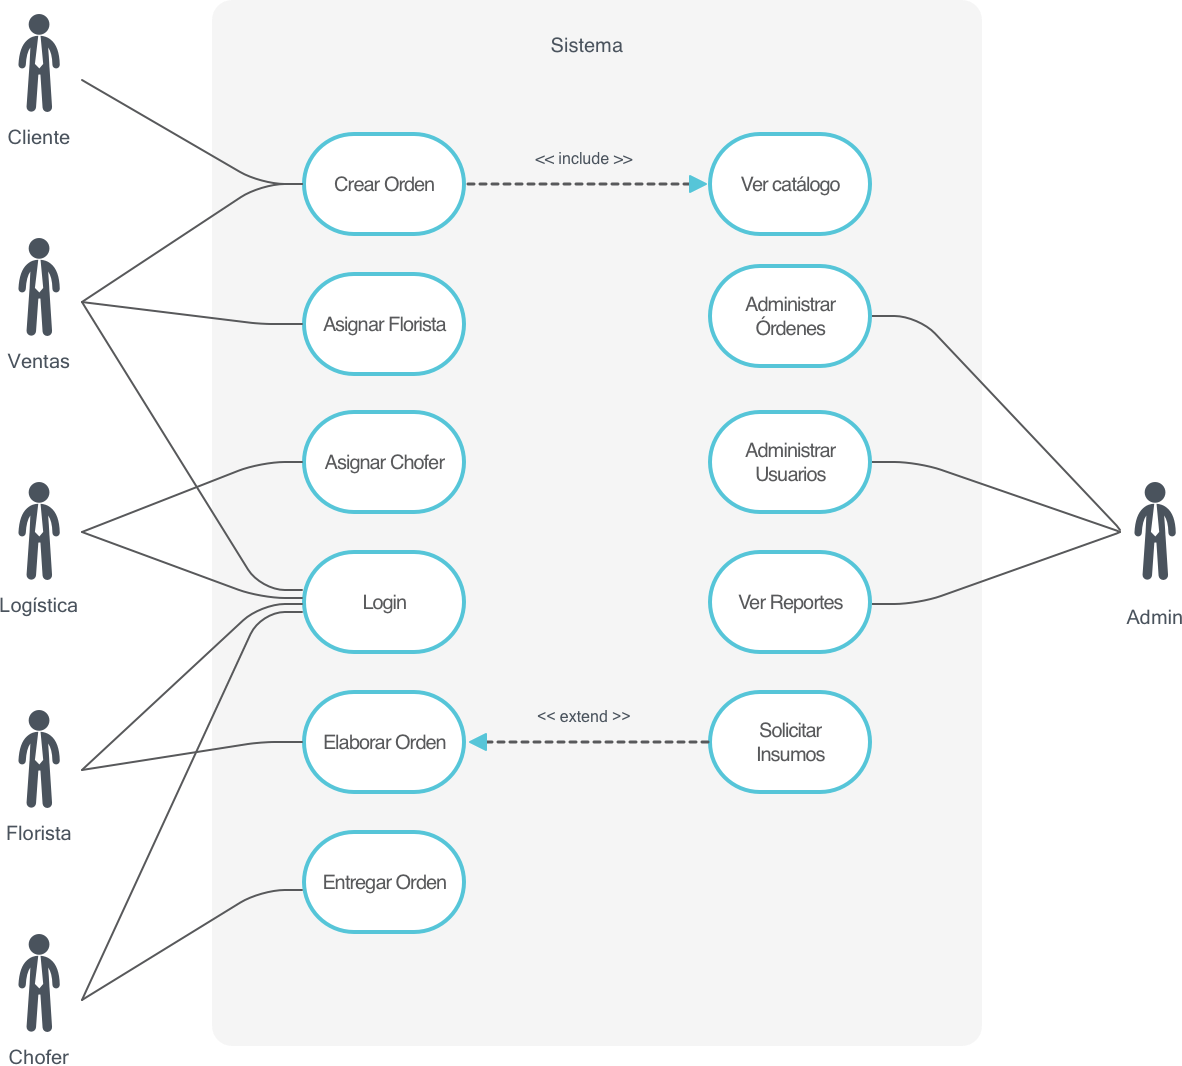 Sistema
Cliente
Crear Orden
<< include >>
Ver catálogo
Ventas
Asignar Florista
Administrar
Órdenes
Asignar Chofer
Administrar
Usuarios
Logística
Login
Ver Reportes
Admin
Florista
Elaborar Orden
<< extend >>
Solicitar
Insumos
Entregar Orden
Chofer